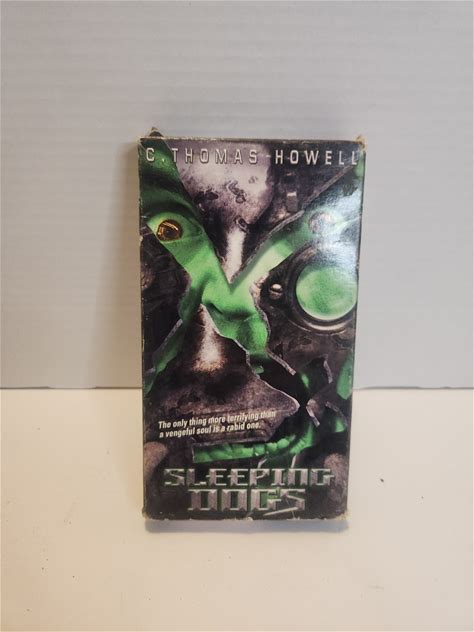 C. THOMAS HOWELL
The only thing more terrifying than
a vengeful soul is a rabid one.
SLEEPING
DOGS